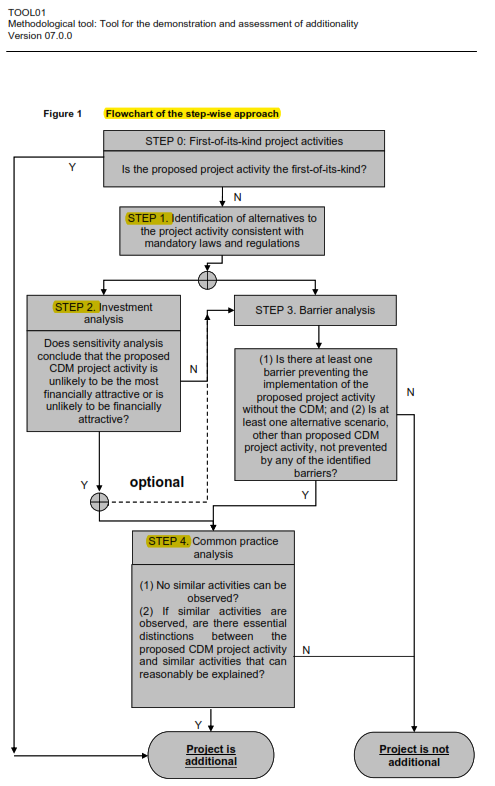 TOOL01
Methodological tool: Tool for the demonstration and assessment of additionality
Version 07.0.0
Figure 1 Flowchart of the step-wise approach
STEP 0: First-of-its-kind project activities
Is the proposed project activity the first-of-its-kind?
Y
N
STEP 1. Identification of alternatives to
the project activity consistent with
mandatory laws and regulations
STEP 2. Investment
analysis
Does sensitivity analysis
conclude that the proposed
CDM project activity is
unlikely to be the most
financially attractive or is
unlikely to be financially
attractive?
N
Y
optional
STEP 3. Barrier analysis
(1) Is there at least one
barrier preventing the
implementation of the
proposed project activity
without the CDM; and (2) Is at
least one alternative scenario,
other than proposed CDM
project activity, not prevented
by any of the identified
barriers?
N
Y
STEP 4. Common practice
analysis
(1) No similar activities can be
observed?
(2) If similar activities are
observed, are there essential
distinctions between the
proposed CDM project activity
and similar activities that can
reasonably be explained?
N
Y
Project is
additional
Project is not
additional